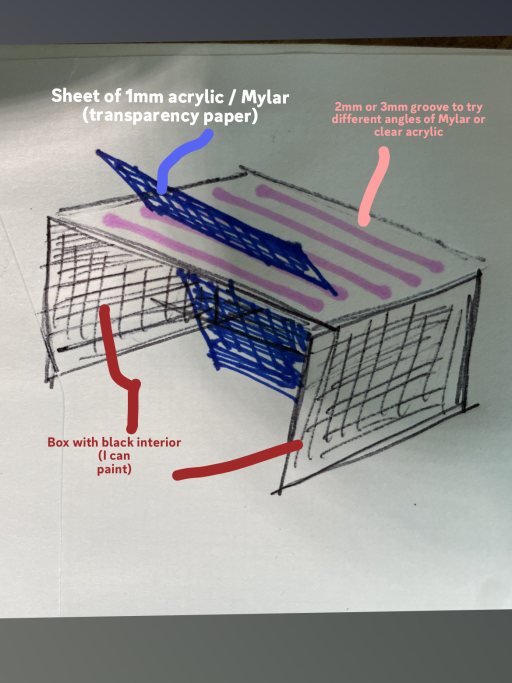 Sheet of 1mm acrylic / Mylar
(transparency paper)
2mm or 3mm groove to try
different angles of Mylar or
clear acrylic
Box with black interior
(I can
paint)